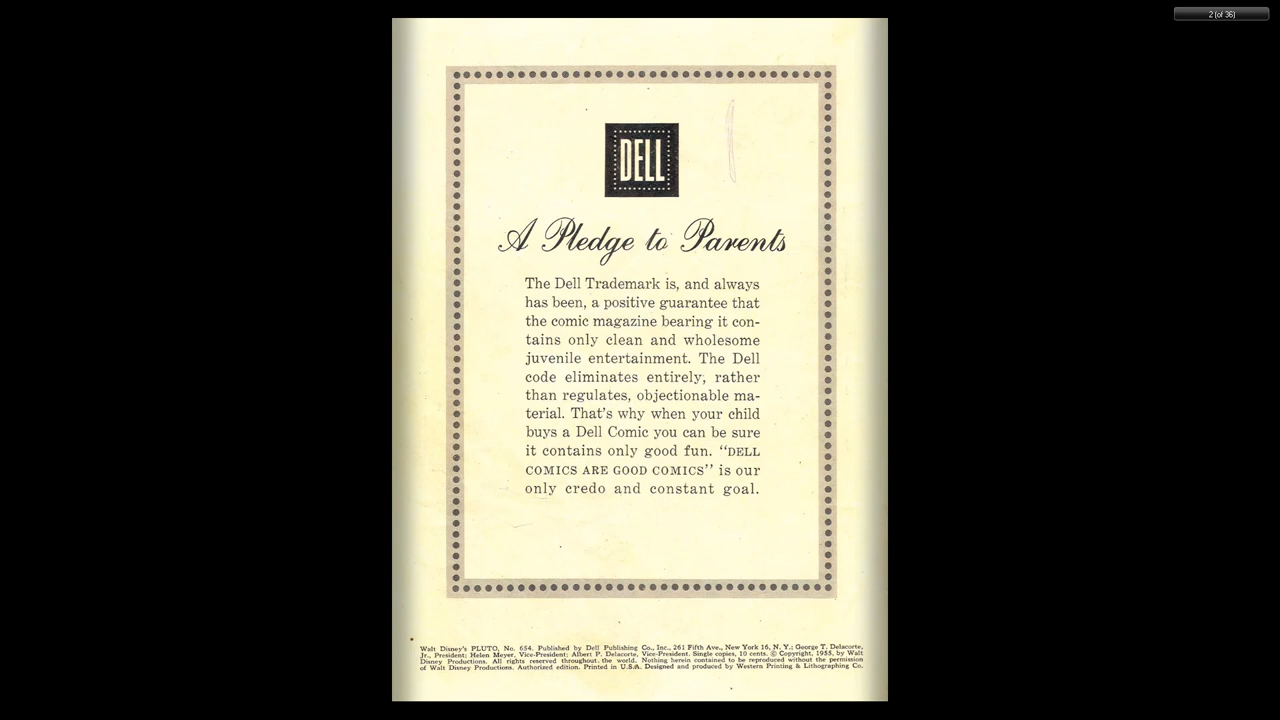 2 (of 36)
DELL
A Pledge to Parents
The Dell Trademark is, and always
has been, a positive guarantee that
the comic magazine bearing it con-
tains only clean and wholesome
juvenile entertainment. The Dell
code eliminates entirely, rather
than regulates, objectionable ma-
terial. That's why when your child
buys a Dell Comic you can be sure
it contains only good fun. "DELL
COMICS ARE GOOD COMICS" is our
only credo and constant goal.
Walt Disney's PLUTO, No. 654. Published by Dell Publishing Co., Inc., 261 Fifth Ave., New York 16, N. Y.; George T. Delacorte,
Jr., President; Helen Meyer, Vice-President; Albert P. Delacorte, Vice-President. Single copies, 10 cents. © Copyright, 1955, by Walt
Disney Productions. All rights reserved throughout the world. Nothing herein contained to be reproduced without the permission
of Walt Disney Productions. Authorized edition. Printed in U.S.A. Designed and produced by Western Printing & Lithographing Co.